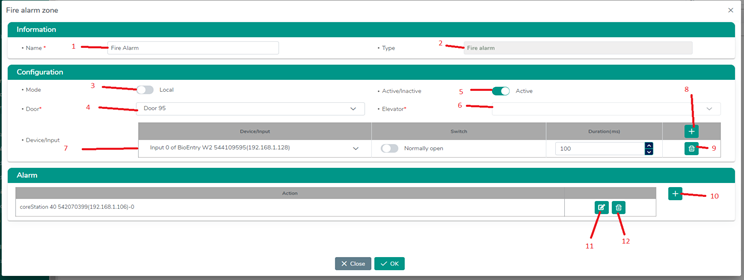 Fire alarm zone
Information
• Name * 1 Fire Alarm • Type 2 Fire alarm
Configuration
• Mode 3 Local • Active/Inactive 5 Active 8
• Door* 4 Door 95 • Elevator* 6
• Device/Input Device/Input Switch Duration(ms) +
7 Input 0 of BioEntry W2 544109595(192.168.1.128) Normally open 100 9
Alarm
Action + 10
coreStation 40 542070399(192.168.1.106)-0
11 12
× Close ✓ OK